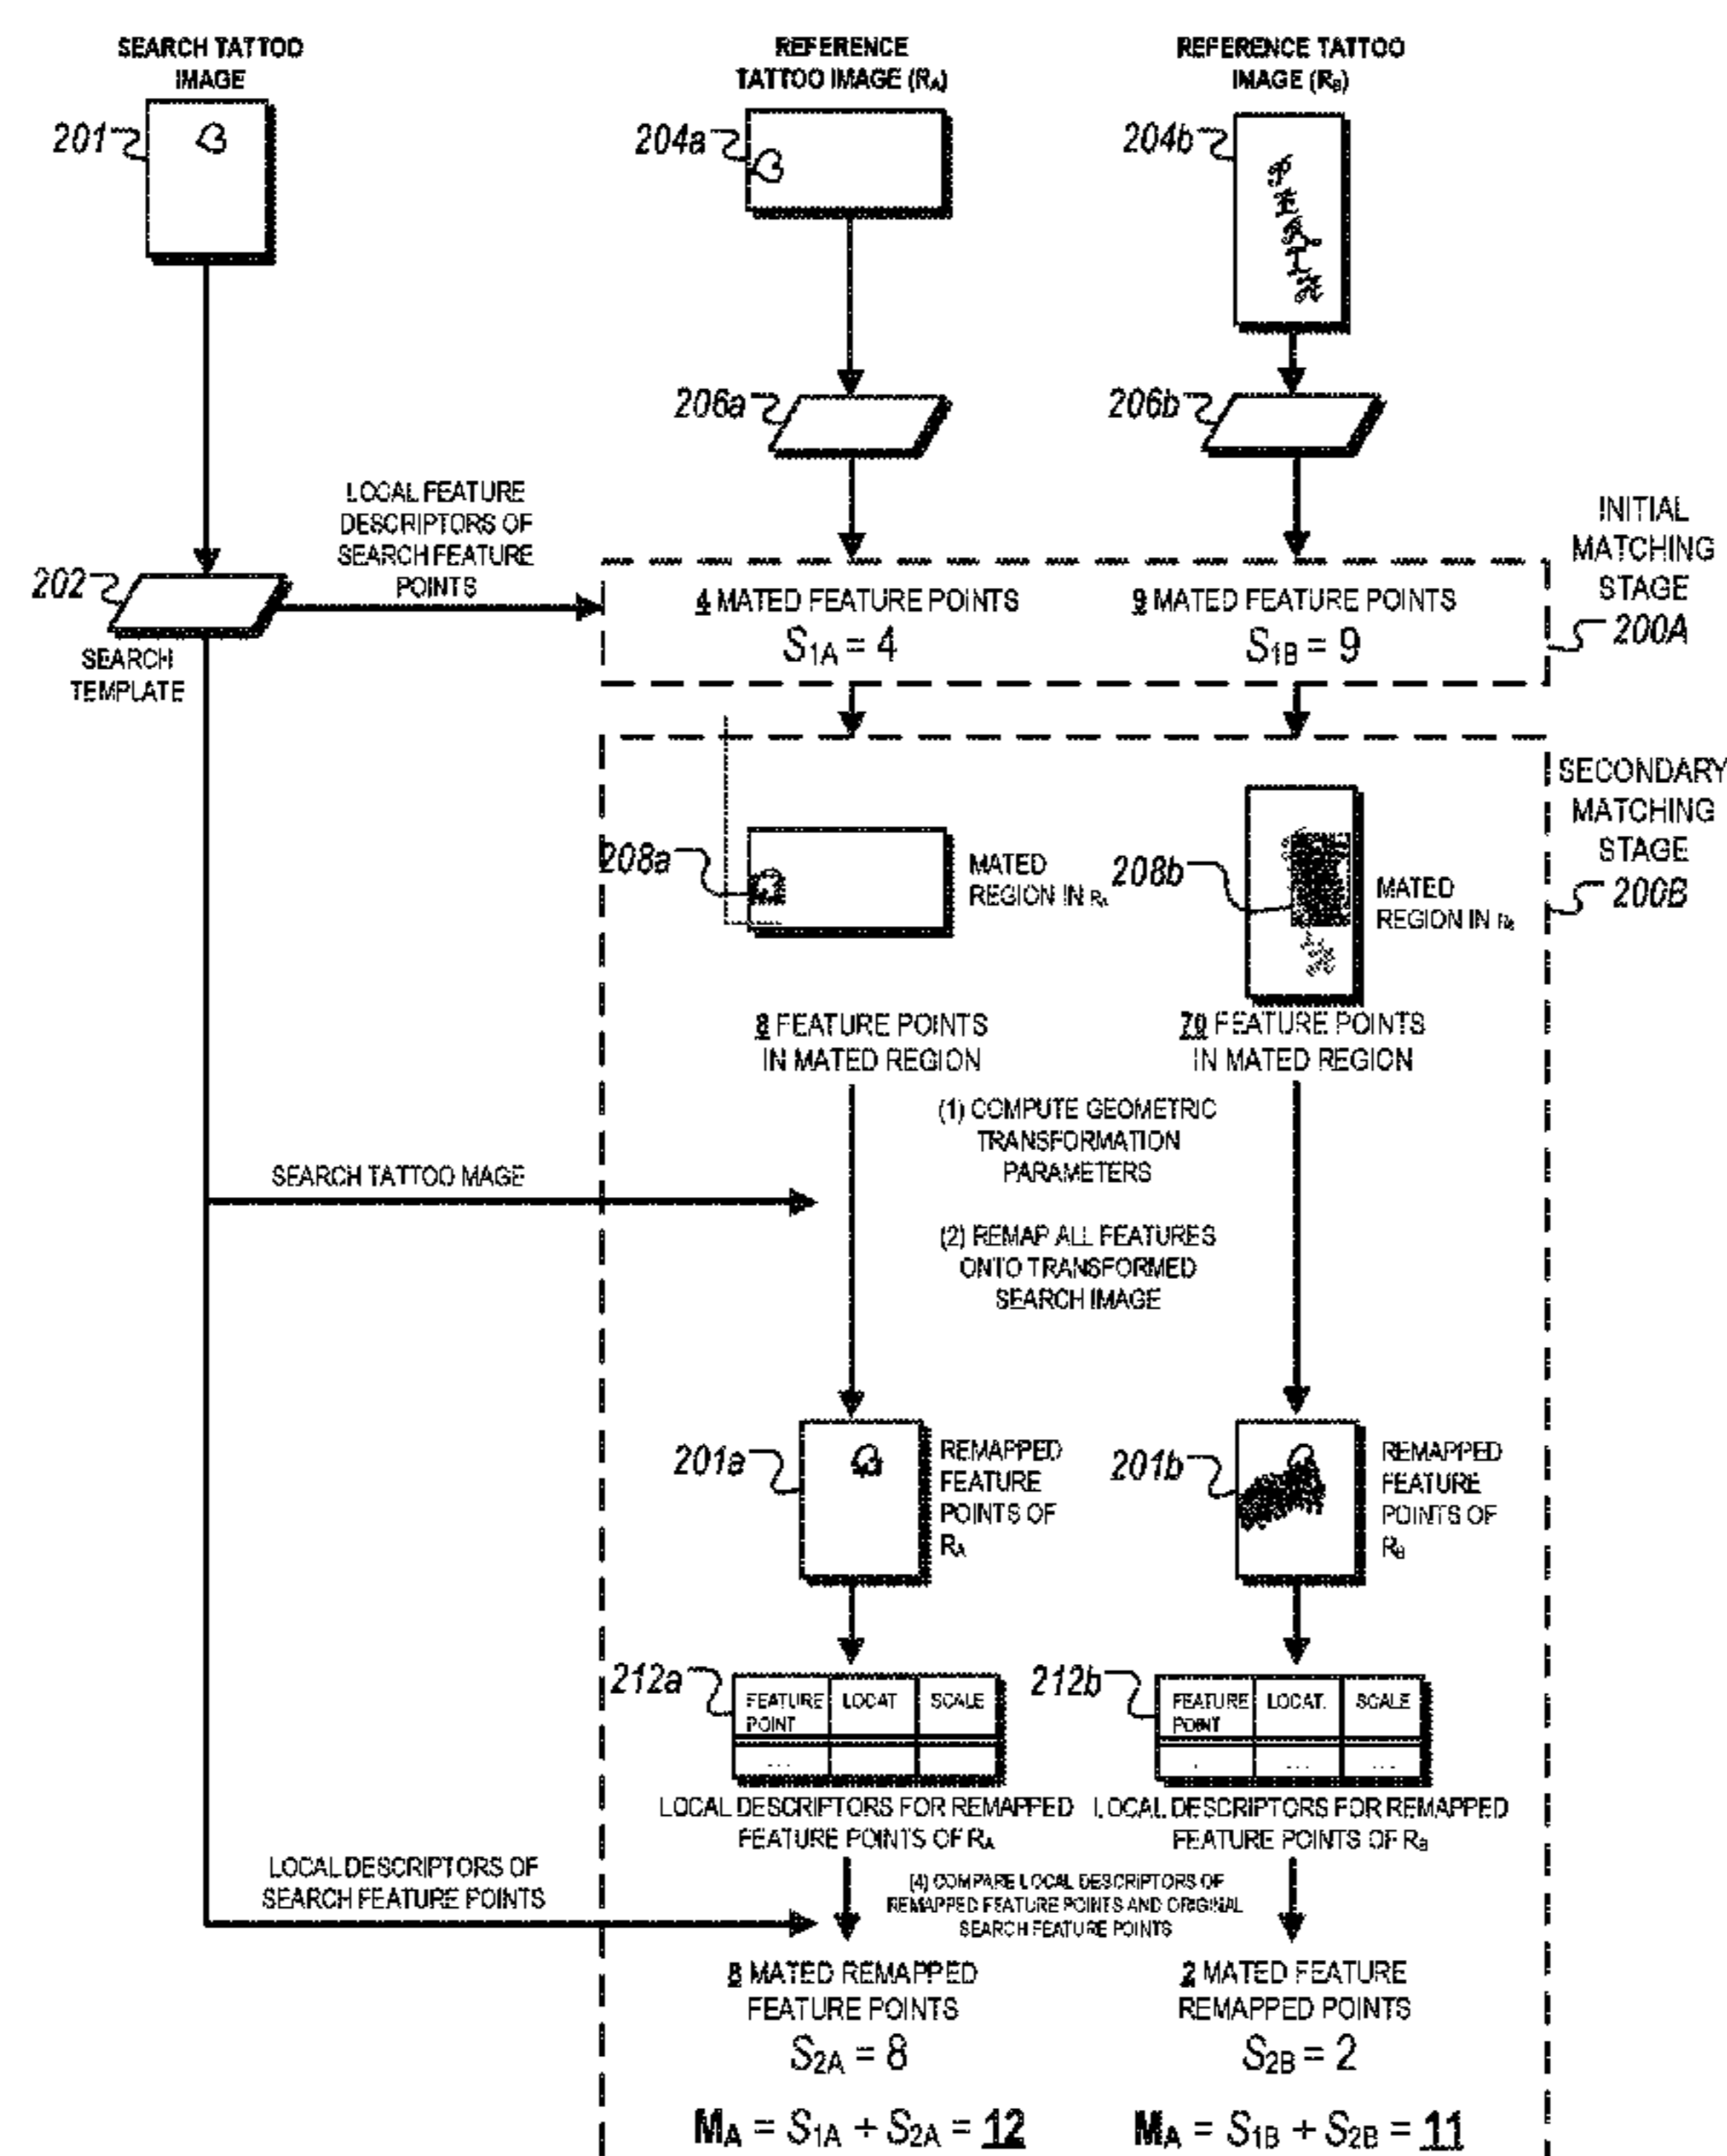 SEARCH TATTOO
IMAGE
REFERENCE
TATTOO IMAGE (RA)
REFERENCE TATTOO
IMAGE (RB)
201
204a
204b
206a
206b
LOCAL FEATURE
DESCRIPTORS OF
SEARCH FEATURE
POINTS
INITIAL
MATCHING
STAGE
200A
202
SEARCH
TEMPLATE
4 MATED FEATURE POINTS
S1A = 4
9 MATED FEATURE POINTS
S1B = 9
SECONDARY
MATCHING
STAGE
200B
208a
MATED
REGION IN RA
208b
MATED
REGION IN RB
8 FEATURE POINTS
IN MATED REGION
70 FEATURE POINTS
IN MATED REGION
(1) COMPUTE GEOMETRIC
TRANSFORMATION
PARAMETERS
SEARCH TATTOO MAGE
(2) REMAP ALL FEATURES
ONTO TRANSFORMED
SEARCH IMAGE
201a
REMAPPED
FEATURE
POINTS OF
RA
201b
REMAPPED
FEATURE
POINTS OF
RB
212a
FEATURE POINT LOCAT SCALE
...
212b
FEATURE POINT LOCAT. SCALE
. ... ...
LOCAL DESCRIPTORS FOR REMAPPED
FEATURE POINTS OF RA
LOCAL DESCRIPTORS FOR REMAPPED
FEATURE POINTS OF RB
LOCAL DESCRIPTORS OF
SEARCH FEATURE POINTS
(4) COMPARE LOCAL DESCRIPTORS OF
REMAPPED FEATURE POINTS AND ORIGINAL
SEARCH FEATURE POINTS
8 MATED REMAPPED
FEATURE POINTS
S2A = 8
MA = S1A + S2A = 12
2 MATED FEATURE
REMAPPED POINTS
S2B = 2
MA = S1B + S2B = 11